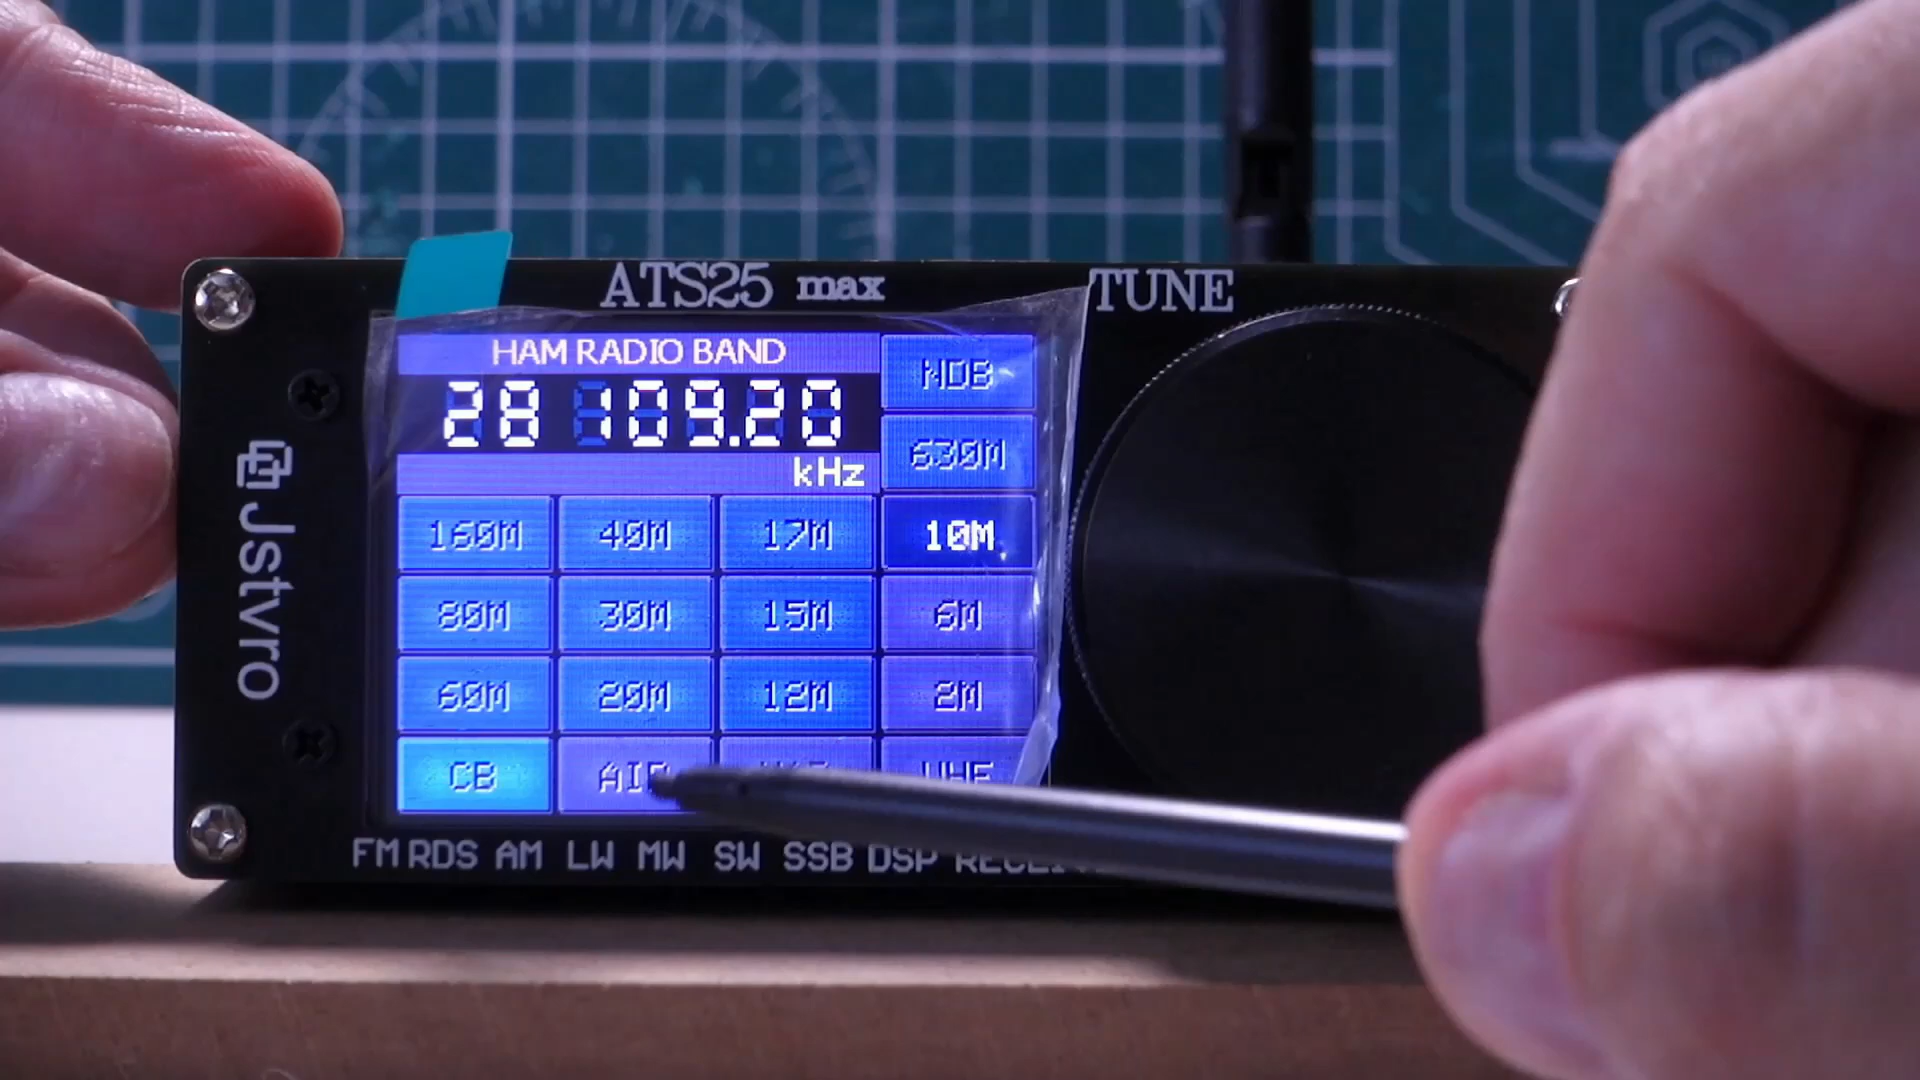 ATS25 max
TUNE
HAM RADIO BAND
28 109.20
kHz
NDB
630M
160M 40M 17M 10M
80M 30M 15M 6M
60M 20M 12M 2M
CB
Jstvro
FM RDS AM LW MW SW SSB DSP